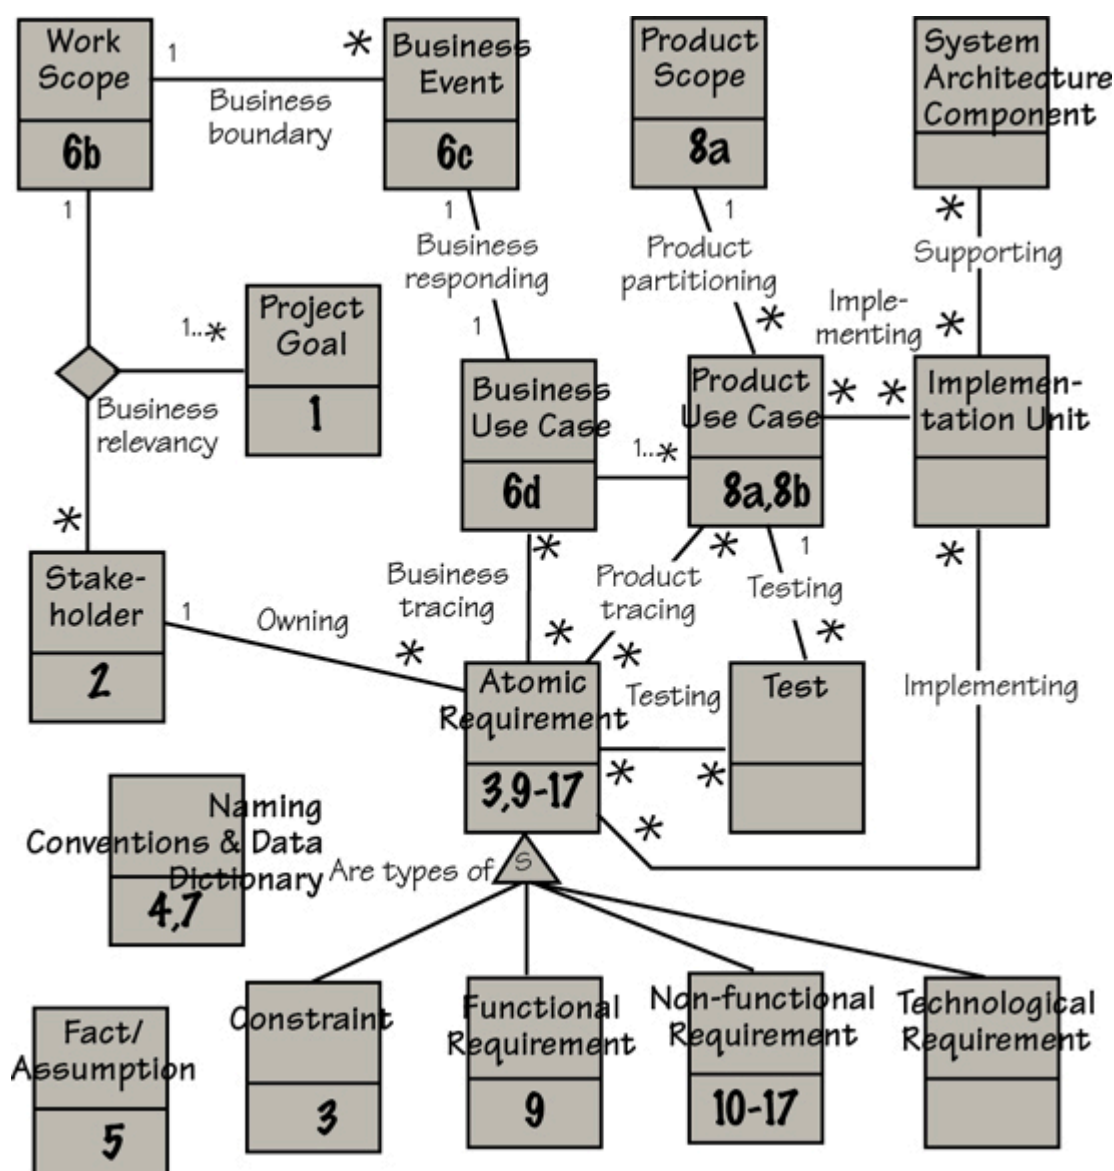 Work
Scope
6b
1
*
Business
boundary
Business
Event
6c
Product
Scope
8a
System
Architecture
Component
1
1
Business
responding
1
1
Product
partitioning
*
*
Supporting
*
Imple-
menting
1...*
Project
Goal
1
Business
relevancy
*
Business
Use Case
6d
1...*
Product
Use Case
8a,8b
*
*
Implemen-
tation Unit
Stake-
holder
2
1
Owning
*
Business
tracing
*
*
Product
tracing
*
*
1
Testing
*
*
Implementing
Atomic
Requirement
3,9-17
Testing
*
*
Test
*
Naming
Conventions & Data
Dictionary
4,7
Are types of
S
Fact/
Assumption
5
Constraint
3
Functional
Requirement
9
Non-functional
Requirement
10-17
Technological
Requirement